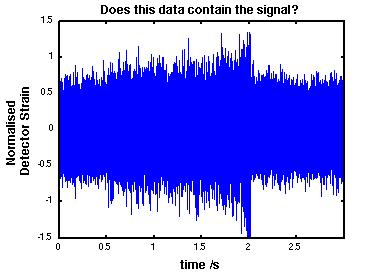 Does this data contain the signal?
1.5
1
0.5
0
-0.5
-1
-1.5
Normalised
Detector Strain
0 0.5 1 1.5 2 2.5
time /s